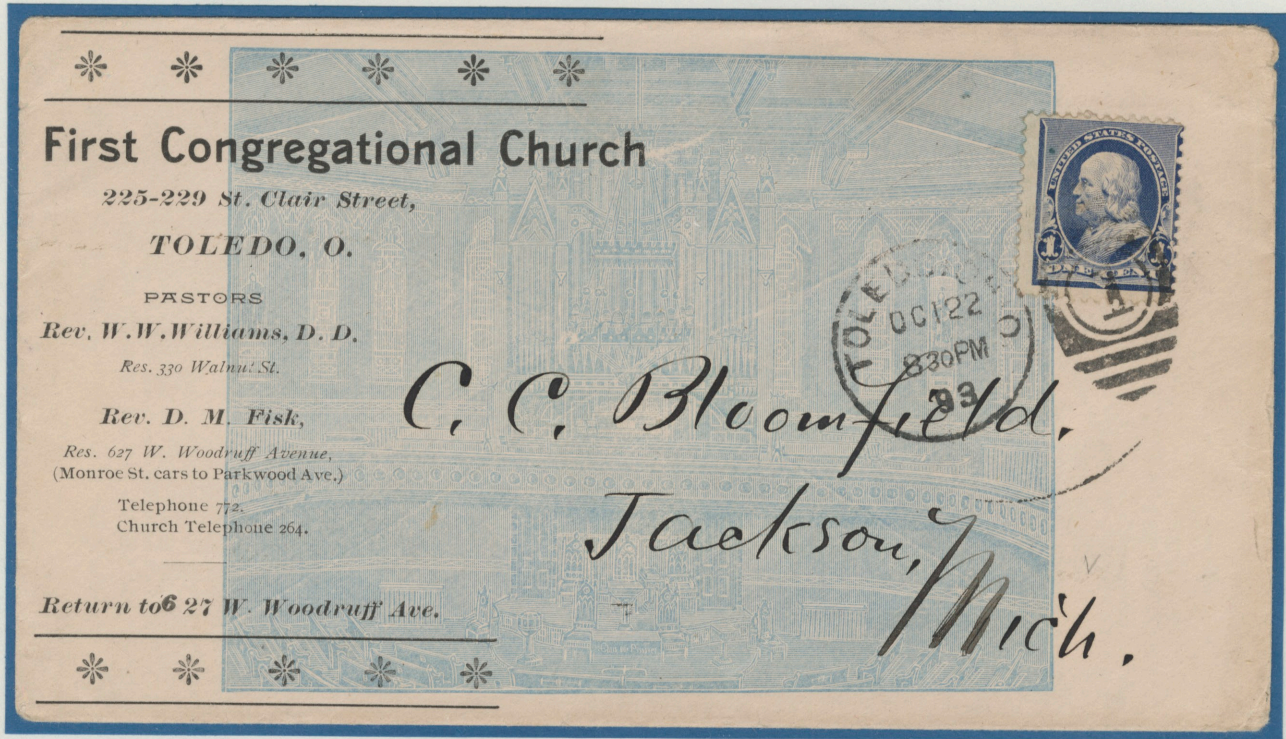 First Congregational Church
225-229 St. Clair Street,
TOLEDO, O.
PASTORS
Rev. W. W. Williams, D. D.
Res. 330 Walnut St.
Rev. D. M. Fisk,
Res. 627 W. Woodruff Avenue,
(Monroe St. cars to Parkwood Ave.)
Telephone 772.
Church Telephone 264.
Return to 627 W. Woodruff Ave.
UNITED STATES POSTAGE
1 1
ONE CENT
TOLEDO, OHIO
OCT 22
830PM
93
1
C. C. Bloomfield.
Jackson,
Mich.